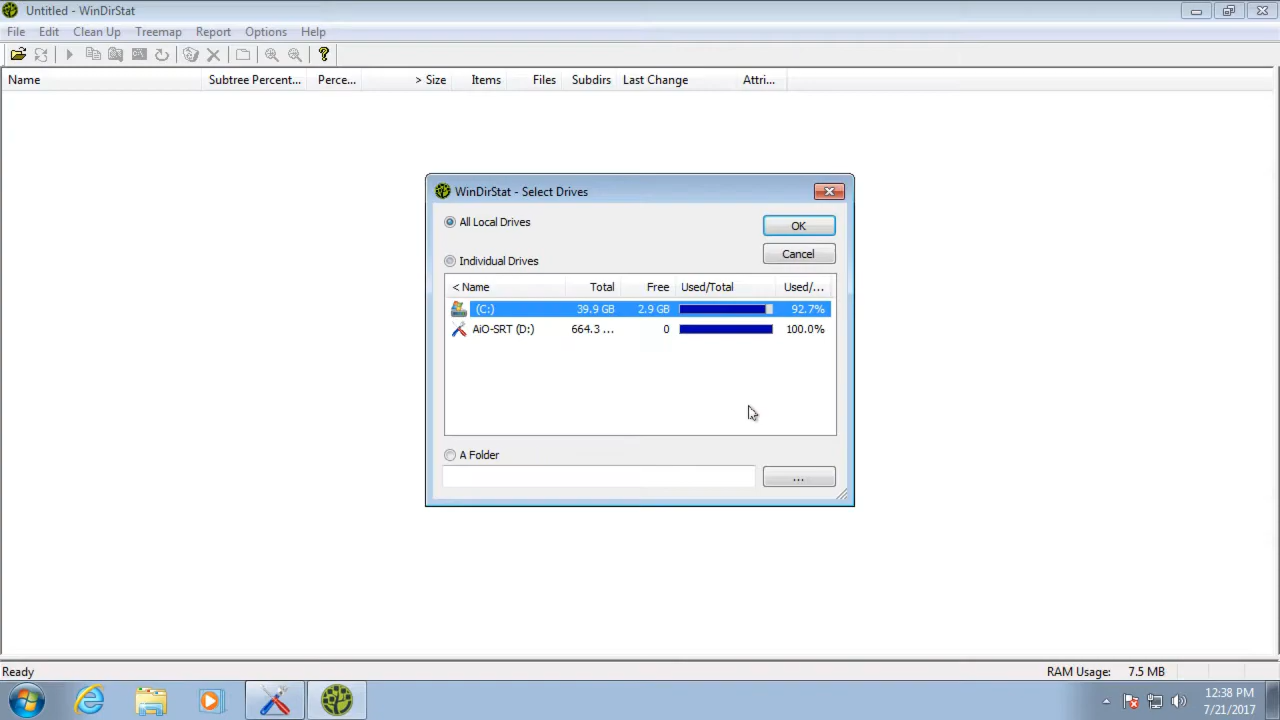 Untitled - WinDirStat
File Edit Clean Up Treemap Report Options Help
Name Subtree Percent... Perce... > Size Items Files Subdirs Last Change Attri...
WinDirStat - Select Drives
All Local Drives
OK
Cancel
Individual Drives
< Name Total Free Used/Total Used/...
(C:) 39.9 GB 2.9 GB 92.7%
AiO-SRT (D:) 664.3 ... 0 100.0%
A Folder
...
Ready RAM Usage: 7.5 MB
12:38 PM
7/21/2017